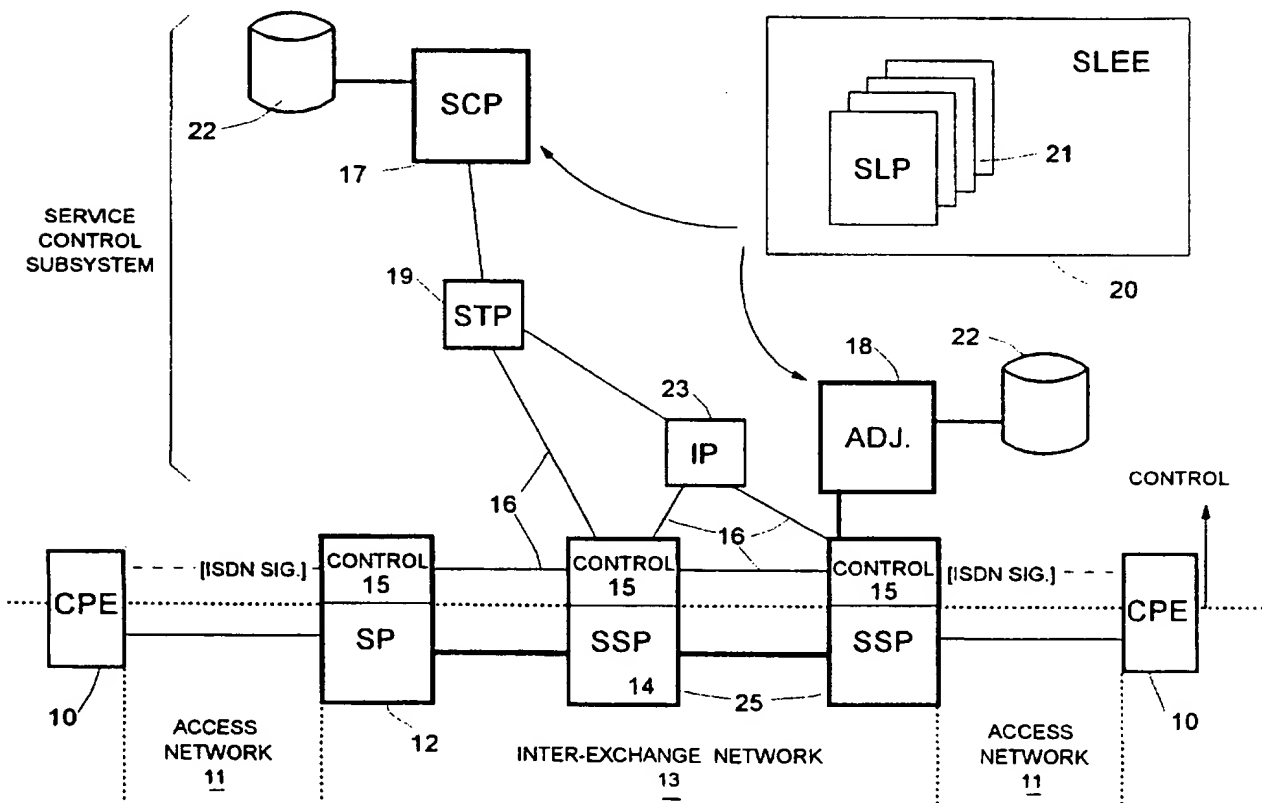 SLEE
SCP
22
17
SLP
21
SERVICE
CONTROL
SUBSYSTEM
20
19
STP
18
22
23
ADJ.
IP
CONTROL
16
16
[ISDN SIG.]
CONTROL
15
CONTROL
15
CONTROL
15
[ISDN SIG.]
CPE
CPE
SP
SSP
SSP
14
25
10
12
10
ACCESS
NETWORK
11
INTER-EXCHANGE NETWORK
13
ACCESS
NETWORK
11